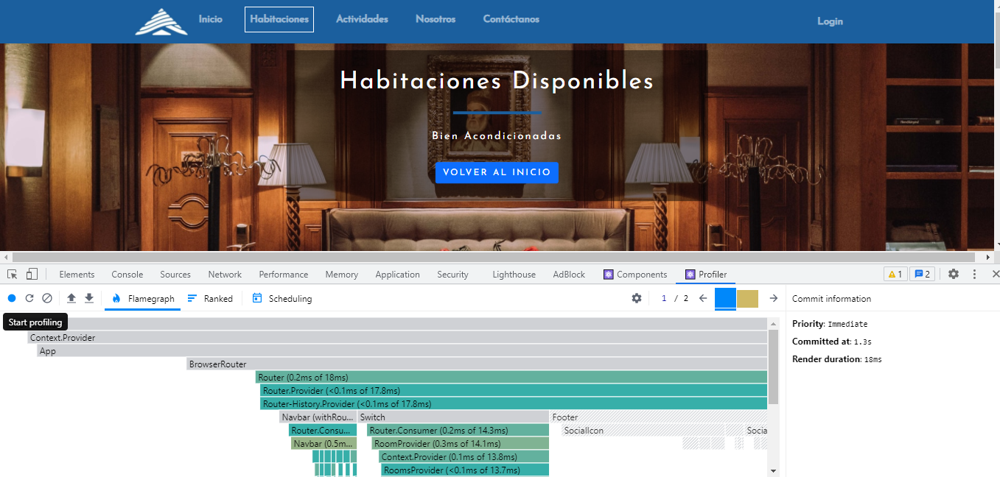 Inicio Habitaciones Actividades Nosotros Contáctanos Login
Habitaciones Disponibles
Bien Acondicionadas
VOLVER AL INICIO
Elements Console Sources Network Performance Memory Application Security Lighthouse AdBlock Components Profiler 1 2
Flamegraph Ranked Scheduling 1 / 2 Commit information
Start profiling
Priority: Immediate
Context.Provider
Committed at: 1.3s
App
Render duration: 18ms
BrowserRouter
Router (0.2ms of 18ms)
Router.Provider (<0.1ms of 17.8ms)
Router-History.Provider (<0.1ms of 17.8ms)
Navbar (withRou... Switch Footer
Router.Consu... Router.Consumer (0.2ms of 14.3ms) SocialIcon Socia
Navbar (0.5m... RoomProvider (0.3ms of 14.1ms)
Context.Provider (0.1ms of 13.8ms)
RoomsProvider (<0.1ms of 13.7ms)